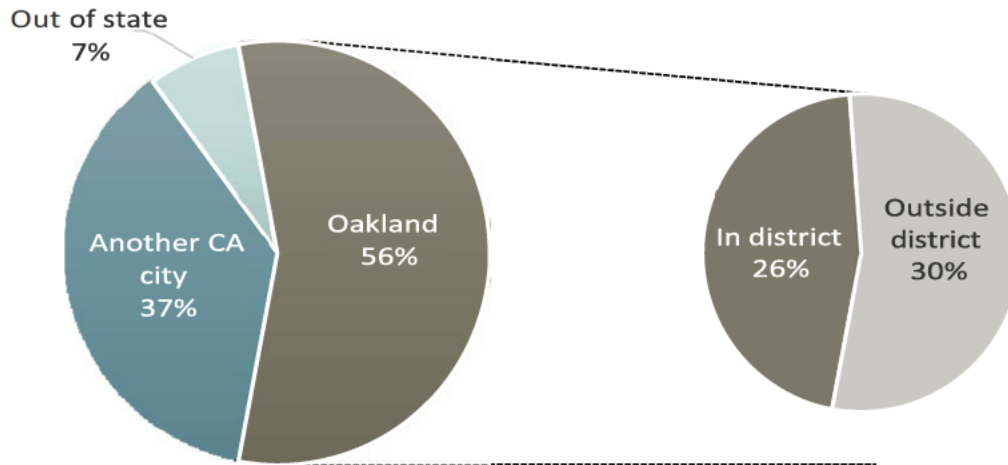 Out of state
7%
Another CA
city
37%
Oakland
56%
In district
26%
Outside
district
30%